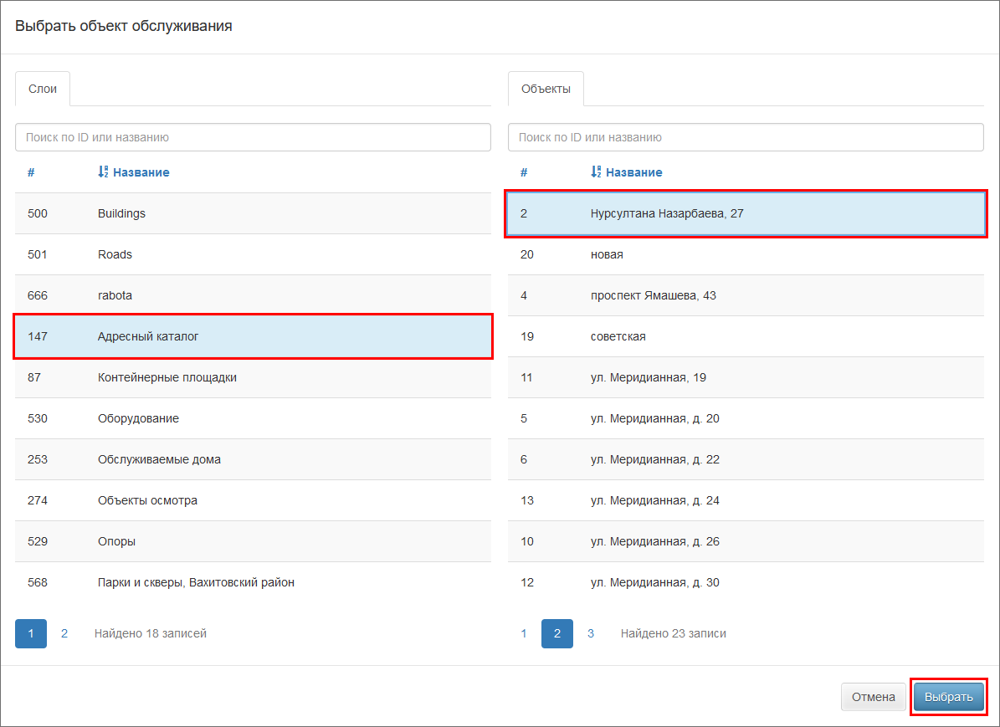 Выбрать объект обслуживания
Слои
Поиск по ID или названию
# Название
500 Buildings
501 Roads
666 rabota
147 Адресный каталог
87 Контейнерные площадки
530 Оборудование
253 Обслуживаемые дома
274 Объекты осмотра
529 Опоры
568 Парки и скверы, Вахитовский район
1 2 Найдено 18 записей
Объекты
Поиск по ID или названию
# Название
2 Нурсултана Назарбаева, 27
20 новая
4 проспект Ямашева, 43
19 советская
11 ул. Меридианная, 19
5 ул. Меридианная, д. 20
6 ул. Меридианная, д. 22
13 ул. Меридианная, д. 24
10 ул. Меридианная, д. 26
12 ул. Меридианная, д. 30
1 2 3 Найдено 23 записи
Отмена Выбрать